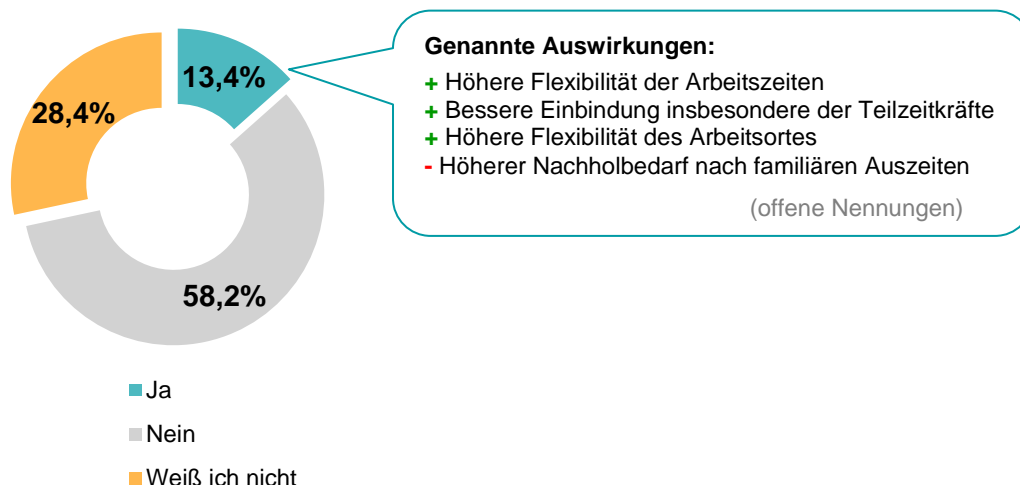 13,4%
28,4%
58,2%
Genannte Auswirkungen:
+ Höhere Flexibilität der Arbeitszeiten
+ Bessere Einbindung insbesondere der Teilzeitkräfte
+ Höhere Flexibilität des Arbeitsortes
- Höherer Nachholbedarf nach familiären Auszeiten
(offene Nennungen)
Ja
Nein
Weiß ich nicht